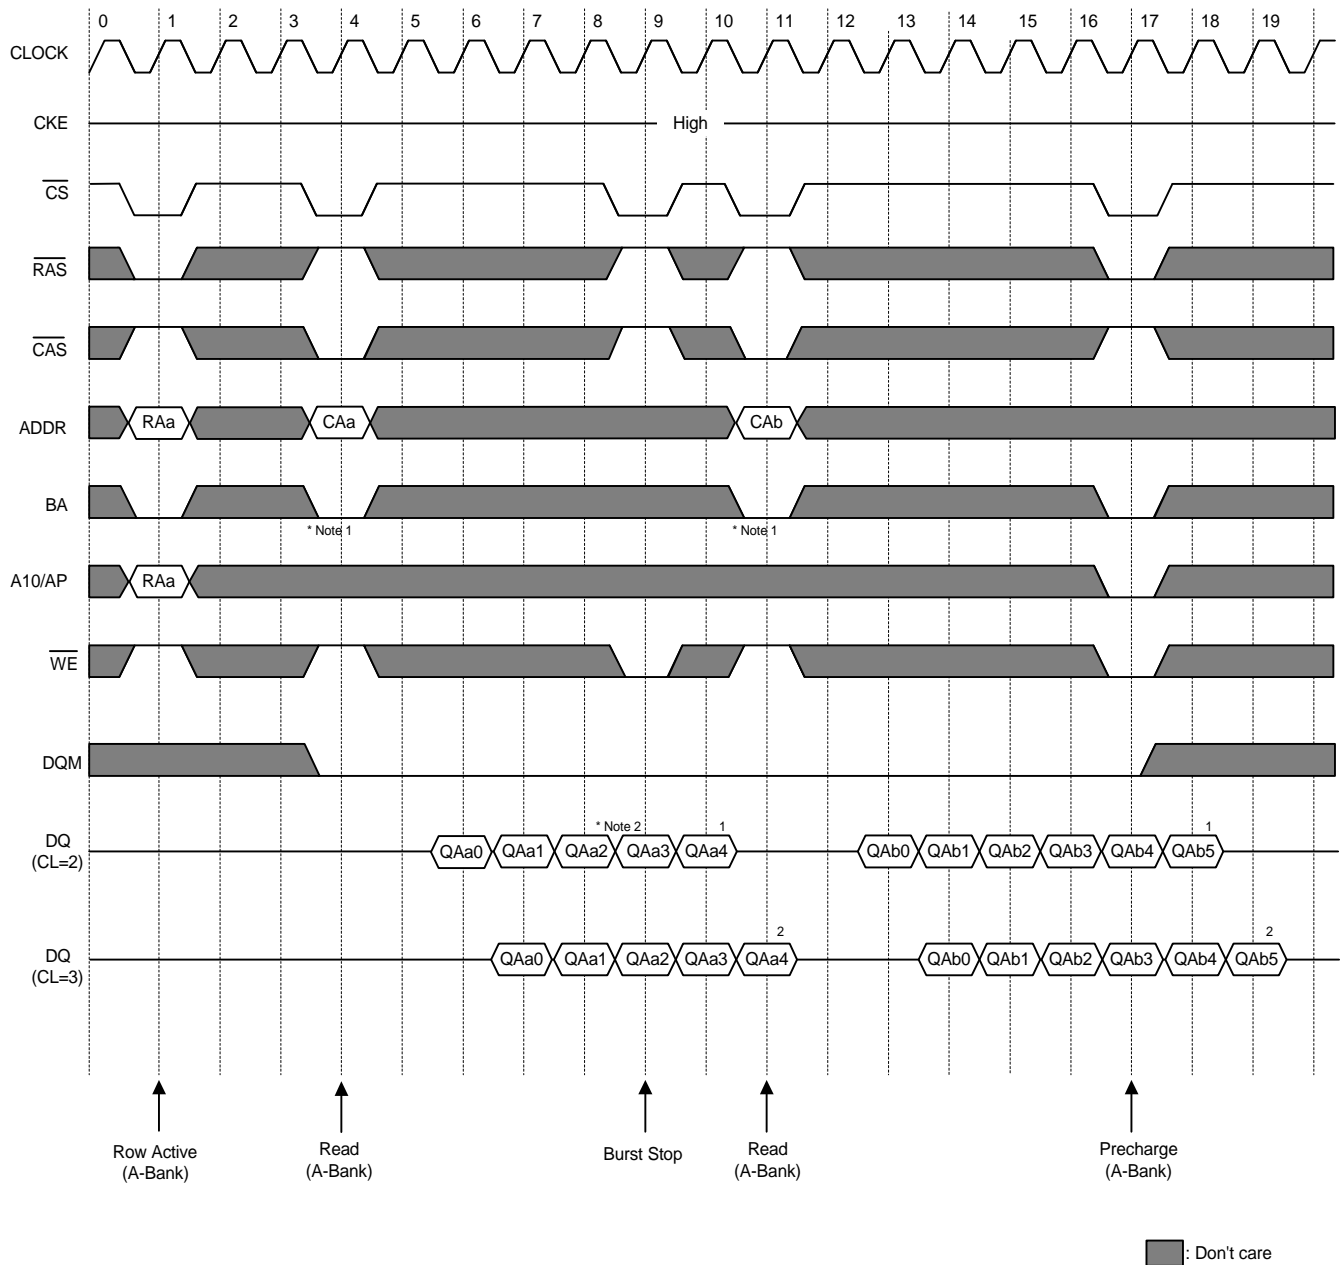 0 1 2 3 4 5 6 7 8 9 10 11 12 13 14 15 16 17 18 19
CLOCK
CKE High
CS
RAS
CAS
ADDR RAa CAa CAb
BA
* Note 1 * Note 1
A10/AP RAa
WE
DQM
* Note 2 1 1
DQ
(CL=2) QAa0 QAa1 QAa2 QAa3 QAa4 QAb0 QAb1 QAb2 QAb3 QAb4 QAb5
2 2
DQ
(CL=3) QAa0 QAa1 QAa2 QAa3 QAa4 QAb0 QAb1 QAb2 QAb3 QAb4 QAb5
Row Active
(A-Bank)
Read
(A-Bank)
Burst Stop
Read
(A-Bank)
Precharge
(A-Bank)
: Don't care